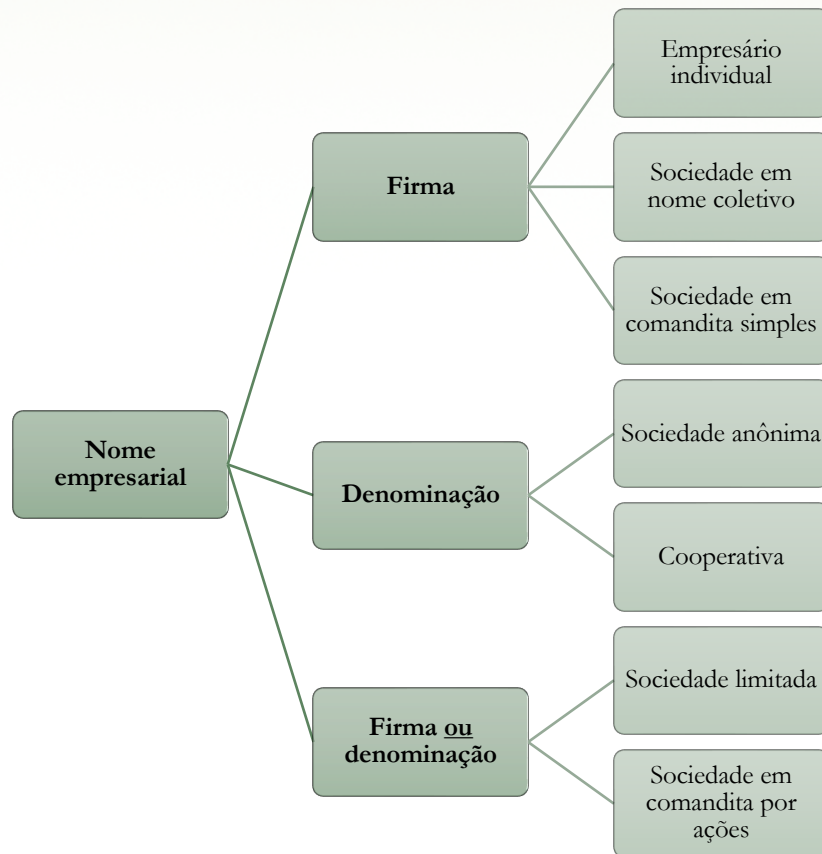 Nome
empresarial
Firma
Empresário
individual
Sociedade em
nome coletivo
Sociedade em
comandita simples
Denominação
Sociedade anônima
Cooperativa
Firma ou
denominação
Sociedade limitada
Sociedade em
comandita por
ações